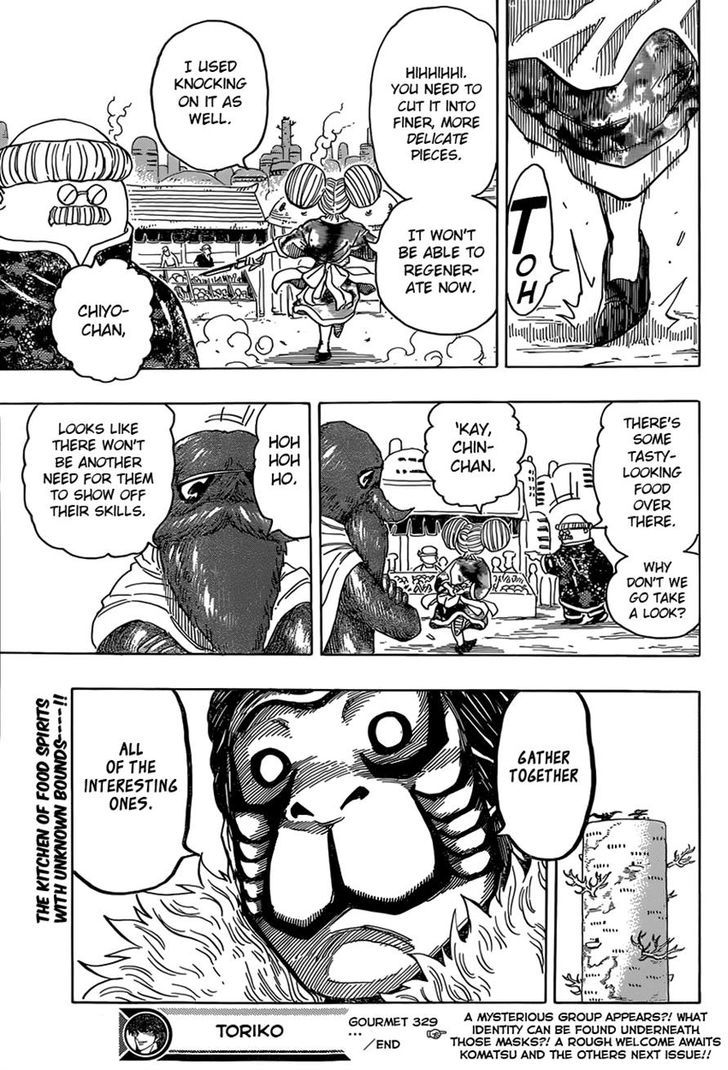 T
OH
HIHHIHHI.
YOU NEED TO
CUT IT INTO
FINER, MORE
DELICATE
PIECES.
IT WON'T
BE ABLE TO
REGENER-
ATE NOW.
I USED
KNOCKING
ON IT AS
WELL.
CHIYO-
CHAN,
THERE'S
SOME
TASTY-
LOOKING
FOOD
OVER
THERE.
WHY
DON'T WE
GO TAKE
A LOOK?
'KAY,
CHIN-
CHAN.
HOH
HOH
HO.
LOOKS LIKE
THERE WON'T
BE ANOTHER
NEED FOR THEM
TO SHOW OFF
THEIR SKILLS.
GATHER
TOGETHER
ALL
OF THE
INTERESTING
ONES.
THE KITCHEN OF FOOD SPIRITS
WITH UNKNOWN BOUNDS----!!
TORIKO
GOURMET 329
...
/END
A MYSTERIOUS GROUP APPEARS?! WHAT
IDENTITY CAN BE FOUND UNDERNEATH
THOSE MASKS?! A ROUGH WELCOME AWAITS
KOMATSU AND THE OTHERS NEXT ISSUE!!